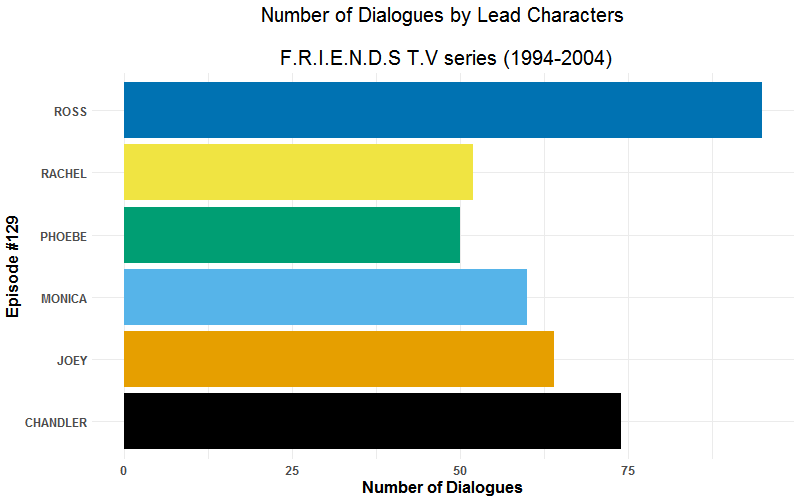 Number of Dialogues by Lead Characters
F.R.I.E.N.D.S T.V series (1994-2004)
Episode #129
ROSS
RACHEL
PHOEBE
MONICA
JOEY
CHANDLER
0 25 50 75
Number of Dialogues